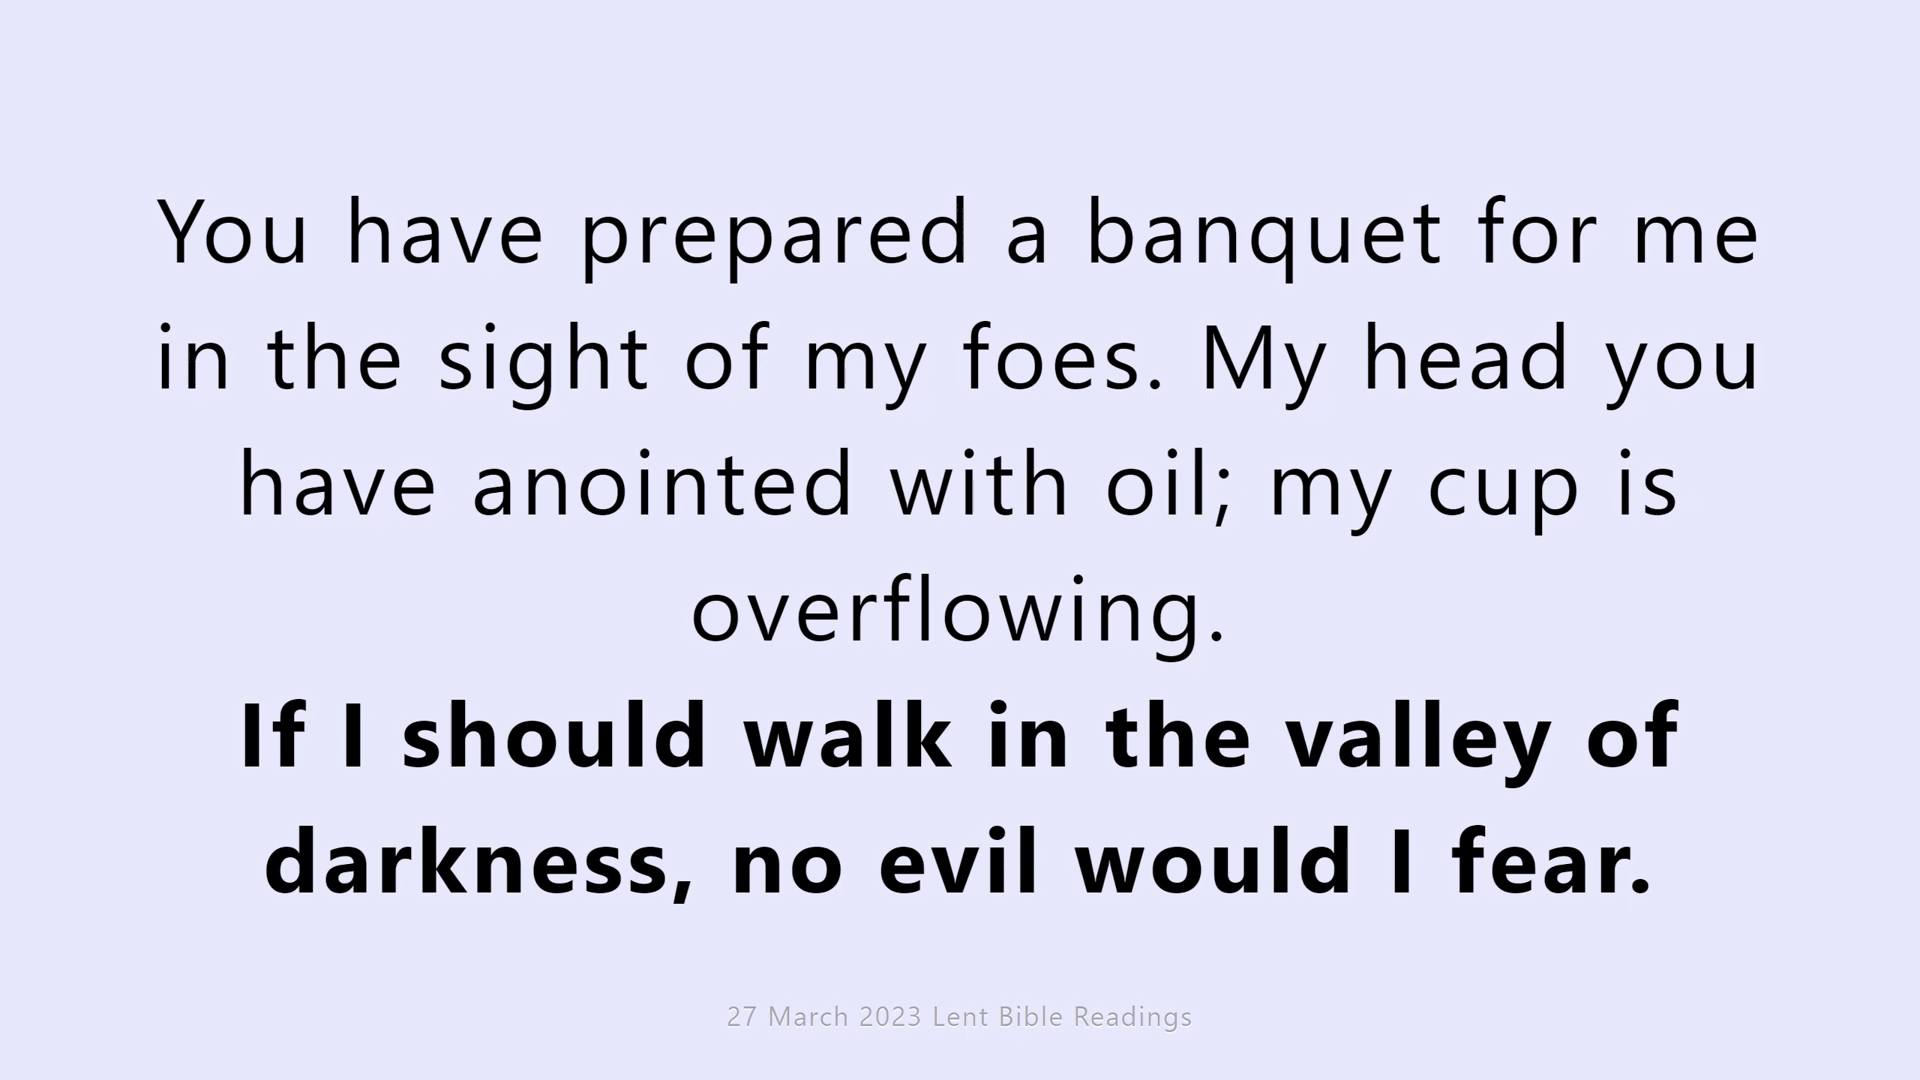 You have prepared a banquet for me
in the sight of my foes. My head you
have anointed with oil; my cup is
overflowing.
If I should walk in the valley of
darkness, no evil would I fear.
27 March 2023 Lent Bible Readings